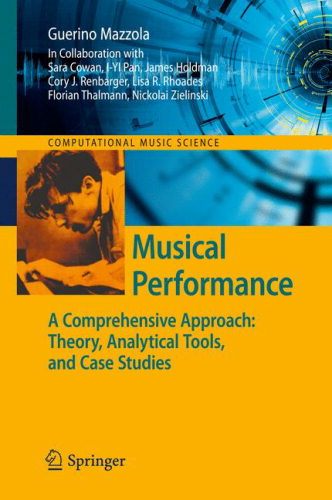 Guerino Mazzola
In Collaboration with
Sara Cowan, I-YI Pan, James Holdman
Cory J. Renbarger, Lisa R. Rhoades
Florian Thalmann, Nickolai Zielinski
COMPUTATIONAL MUSIC SCIENCE
Musical
Performance
A Comprehensive Approach:
Theory, Analytical Tools,
and Case Studies
Springer